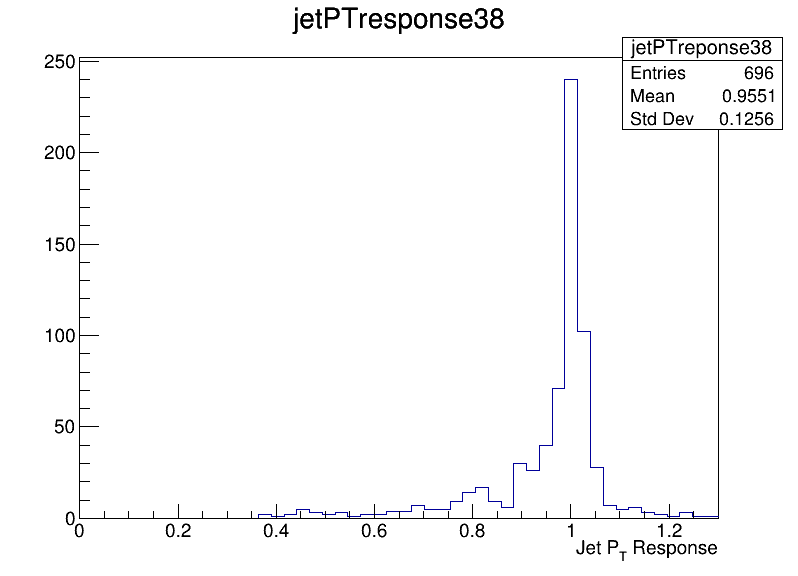 jetPTresponse38
jetPTreponse38
Entries 696
Mean 0.9551
Std Dev 0.1256
250
200
150
100
50
0
0 0.2 0.4 0.6 0.8 1 1.2
Jet PT Response